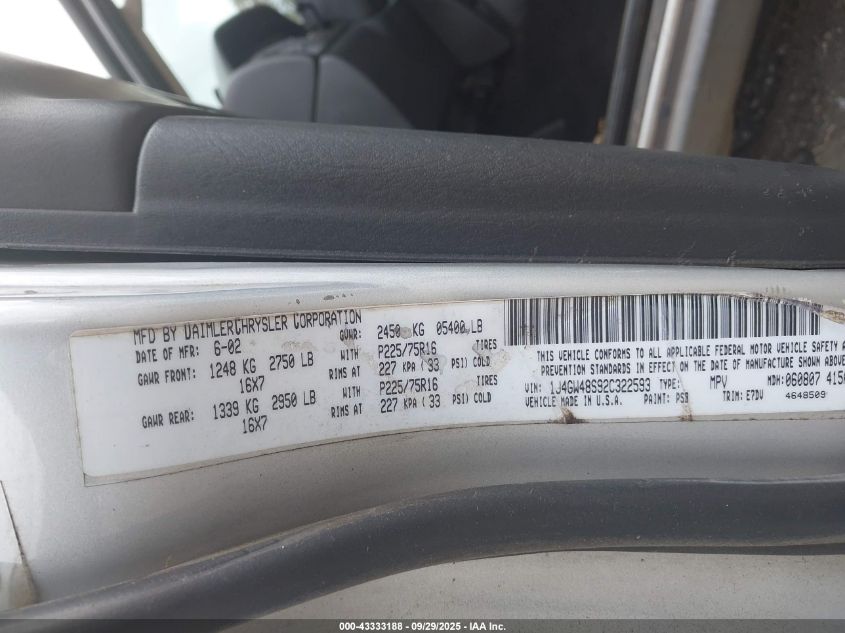 MFD BY DAIMLERCHRYSLER CORPORATION
DATE OF MFR: 6-02 GVWR: 2450 KG 05400 LB
GAWR FRONT: 1248 KG 2750 LB WITH P225/75R16 TIRES
16X7 RIMS AT 227 KPA ( 33 PSI) COLD
GAWR REAR: 1339 KG 2950 LB WITH P225/75R16 TIRES
16X7 RIMS AT 227 KPA ( 33 PSI) COLD
THIS VEHICLE CONFORMS TO ALL APPLICABLE FEDERAL MOTOR VEHICLE SAFETY
PREVENTION STANDARDS IN EFFECT ON THE DATE OF MANUFACTURE SHOWN ABOVE
VIN: 1J4GW48S92C322593 TYPE: MPV MDH: 060807 415
VEHICLE MADE IN U.S.A. PAINT: TRIM: E7DV 4648509
000-43333188 - 09/29/2025 - IAA Inc.